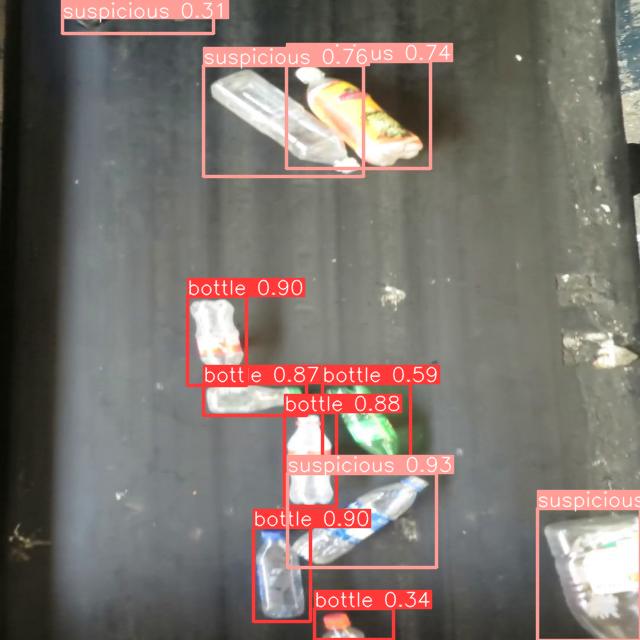 suspicious 0.31
suspicious 0.76
us 0.74
bottle 0.90
bottle 0.87
bottle 0.59
bottle 0.88
suspicious 0.93
suspicious
bottle 0.90
bottle 0.34